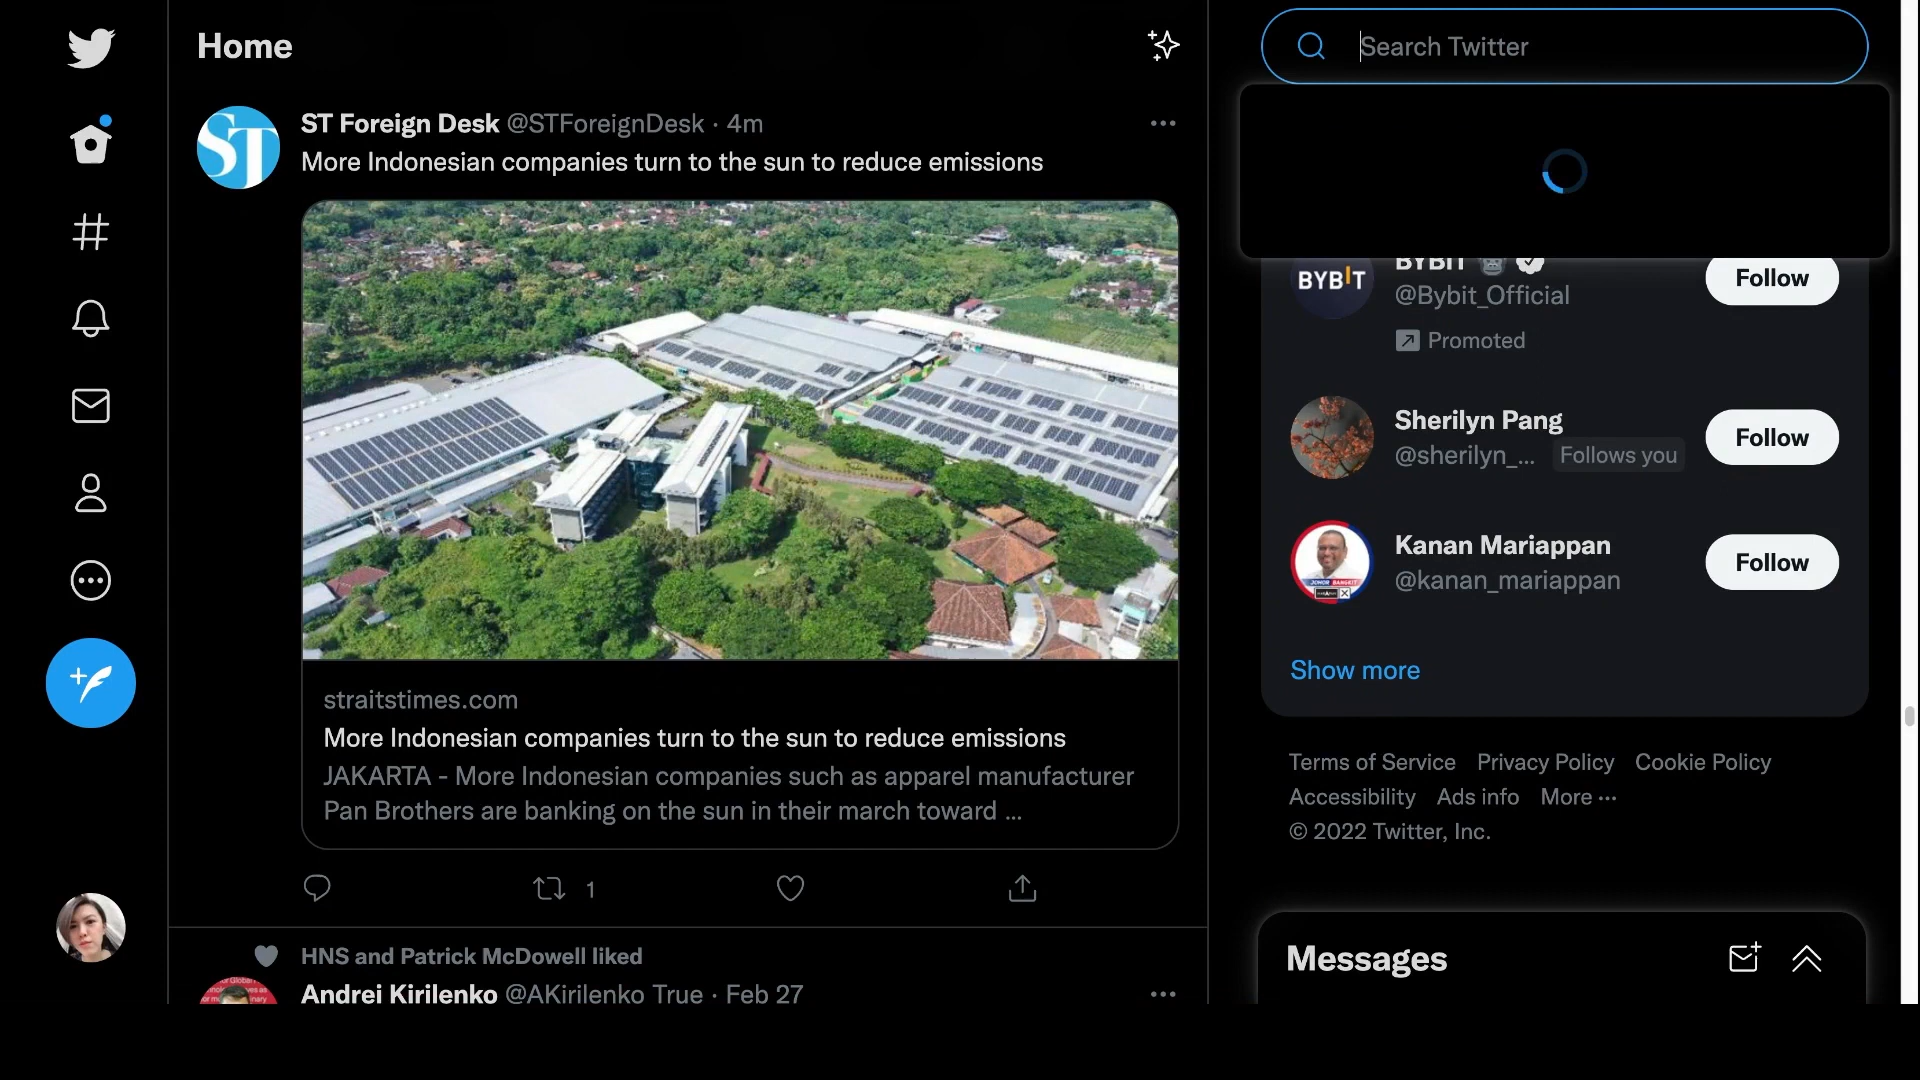 Home
Search Twitter
ST
ST Foreign Desk @STForeignDesk · 4m
More Indonesian companies turn to the sun to reduce emissions
straitstimes.com
More Indonesian companies turn to the sun to reduce emissions
JAKARTA - More Indonesian companies such as apparel manufacturer
Pan Brothers are banking on the sun in their march toward ...
1
HNS and Patrick McDowell liked
Andrei Kirilenko @AKirilenko True · Feb 27
BYBIT
BYBIT
@Bybit_Official
Promoted
Follow
Sherilyn Pang
@sherilyn_... Follows you
Follow
Kanan Mariappan
@kanan_mariappan
Follow
JOHOR BANGKIT
Show more
Terms of Service Privacy Policy Cookie Policy
Accessibility Ads info More ...
© 2022 Twitter, Inc.
Messages